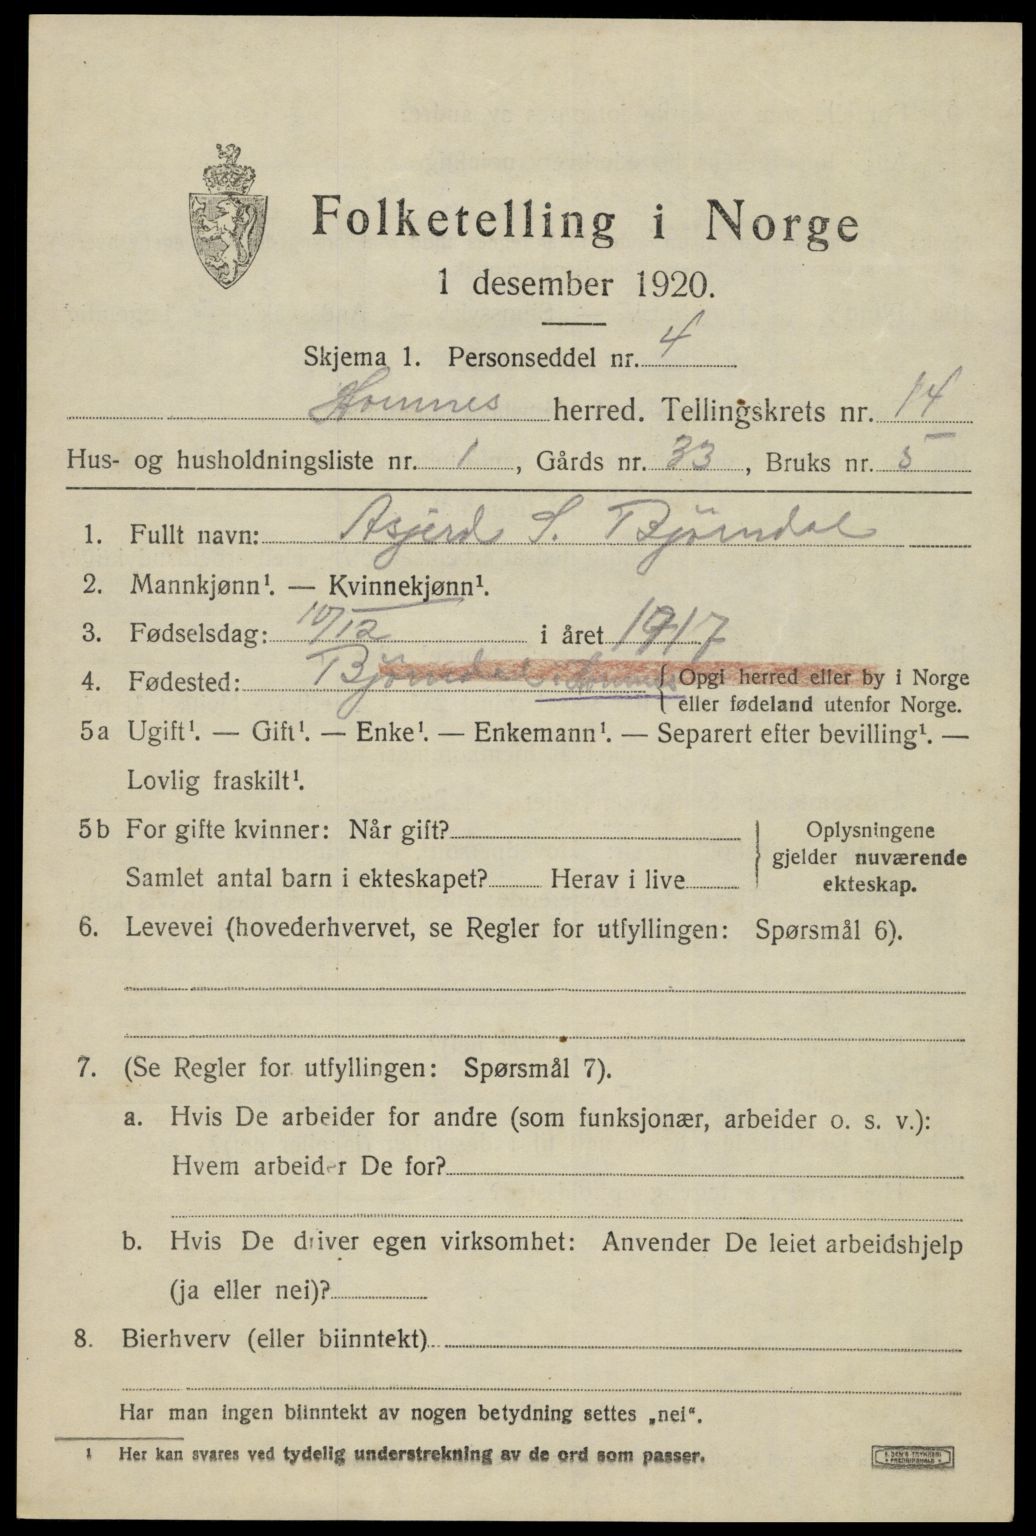 Folketelling i Norge
1 desember 1920.
Skjema 1. Personseddel nr. 4
Homnes herred. Tellingskrets nr. 14
Hus- og husholdningsliste nr. 1, Gårds nr. 33, Bruks nr. 5
1. Fullt navn: Asjerd S. Bjørndal
2. Mannkjønn¹. — Kvinnekjønn¹.
3. Fødselsdag: 10/12 i året 1917
4. Fødested: Bjørndal Homnes { Opgi herred eller by i Norge
eller fødeland utenfor Norge.
5a Ugift¹. — Gift¹. — Enke¹. — Enkemann¹. — Separert efter bevilling¹. —
Lovlig fraskilt¹.
5b For gifte kvinner: Når gift?
Samlet antal barn i ekteskapet? Herav i live
Oplysningene
gjelder nuværende
ekteskap.
6. Levevei (hovederhvervet, se Regler for utfyllingen: Spørsmål 6).
7. (Se Regler for utfyllingen: Spørsmål 7).
a. Hvis De arbeider for andre (som funksjonær, arbeider o. s. v.):
Hvem arbeider De for?
b. Hvis De driver egen virksomhet: Anvender De leiet arbeidshjelp
(ja eller nei)?
8. Bierhverv (eller biinntekt)
Har man ingen biinntekt av nogen betydning settes „nei“.
¹ Her kan svares ved tydelig understrekning av de ord som passer.